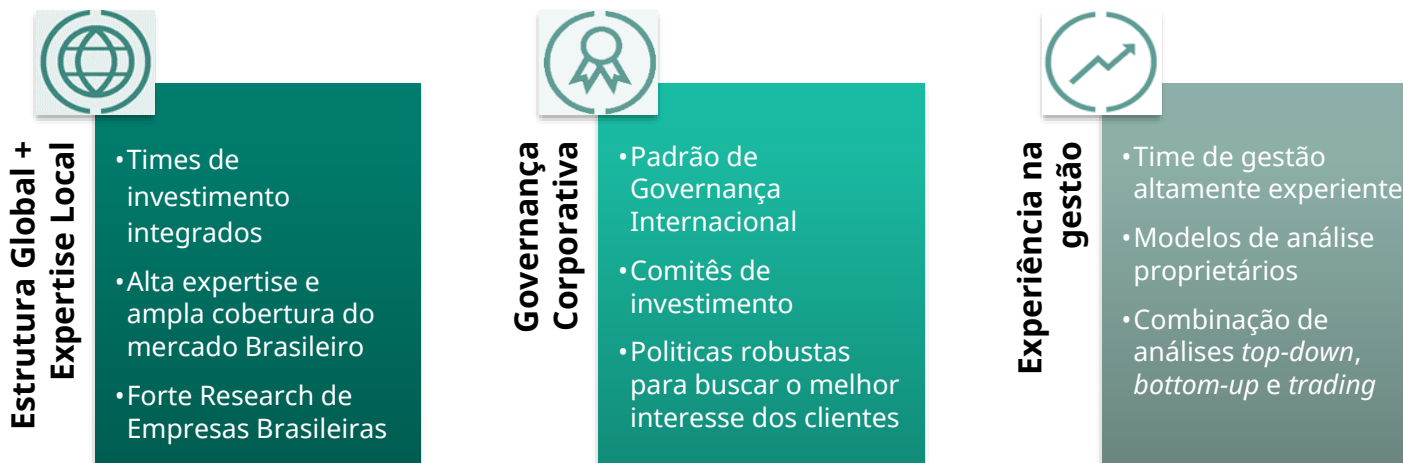 Estrutura Global +
Expertise Local
•Times de
investimento
integrados
•Alta expertise e
ampla cobertura do
mercado Brasileiro
•Forte Research de
Empresas Brasileiras
Governança
Corporativa
•Padrão de
Governança
Internacional
•Comitês de
investimento
•Politicas robustas
para buscar o melhor
interesse dos clientes
Experiência na
gestão
•Time de gestão
altamente experiente
•Modelos de análise
proprietários
•Combinação de
análises top-down,
bottom-up e trading